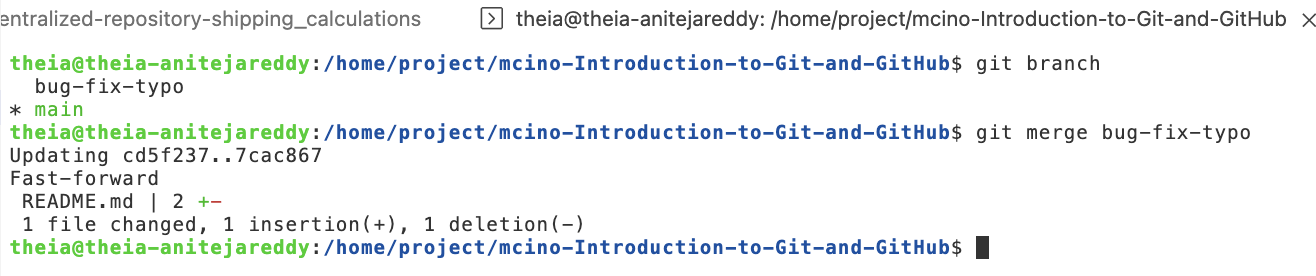 entralized-repository-shipping_calculations theia@theia-anitejareddy: /home/project/mcino-Introduction-to-Git-and-GitHub
theia@theia-anitejareddy:/home/project/mcino-Introduction-to-Git-and-GitHub$ git branch
  bug-fix-typo
* main
theia@theia-anitejareddy:/home/project/mcino-Introduction-to-Git-and-GitHub$ git merge bug-fix-typo
Updating cd5f237..7cac867
Fast-forward
 README.md | 2 +-
 1 file changed, 1 insertion(+), 1 deletion(-)
theia@theia-anitejareddy:/home/project/mcino-Introduction-to-Git-and-GitHub$